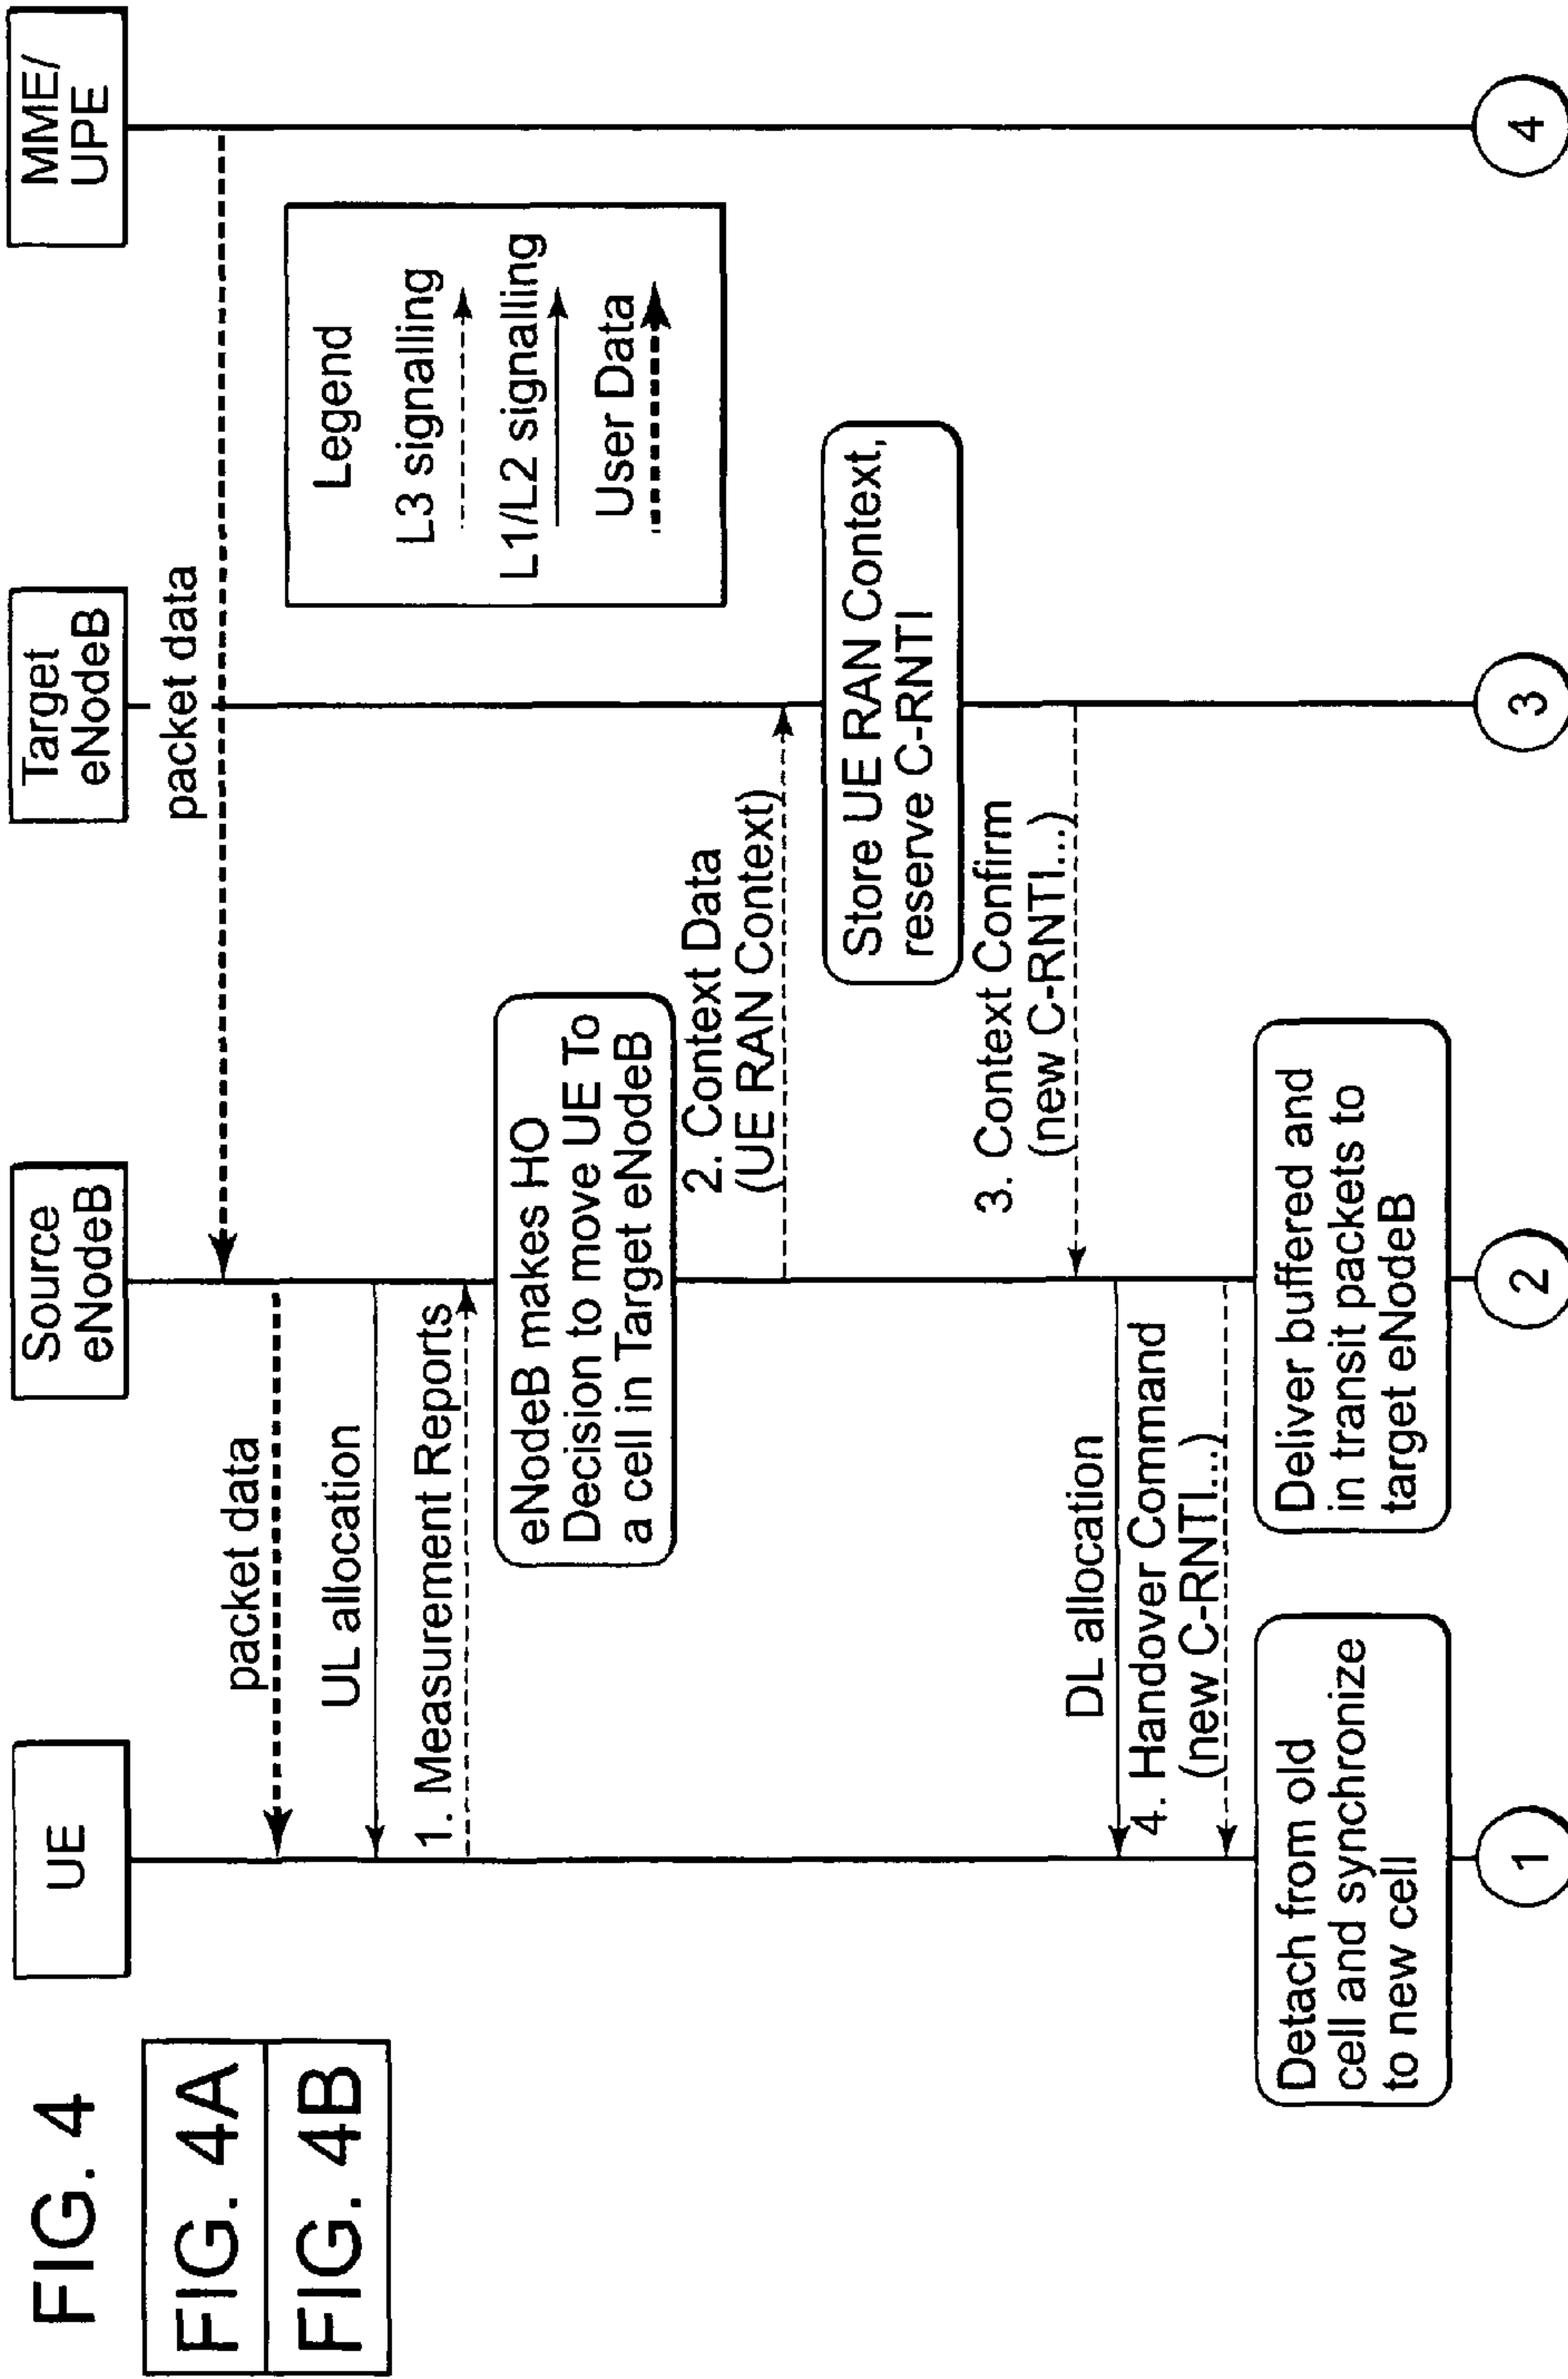 FIG. 4
FIG. 4A
FIG. 4B
UE
Source
eNodeB
Target
eNodeB
MME/
UPE
packet data
packet data
UL allocation
1. Measurement Reports
Legend
L3 signalling
L1/L2 signalling
User Data
eNodeB makes HO
Decision to move UE To
a cell in Target eNodeB
2. Context Data
(UE RAN Context)
Store UE RAN Context,
reserve C-RNTI
3. Context Confirm
(new C-RNTI...)
DL allocation
4. Handover Command
(new C-RNTI...)
Detach from old
cell and synchronize
to new cell
Deliver buffered and
in transit packets to
target eNodeB
1
2
3
4